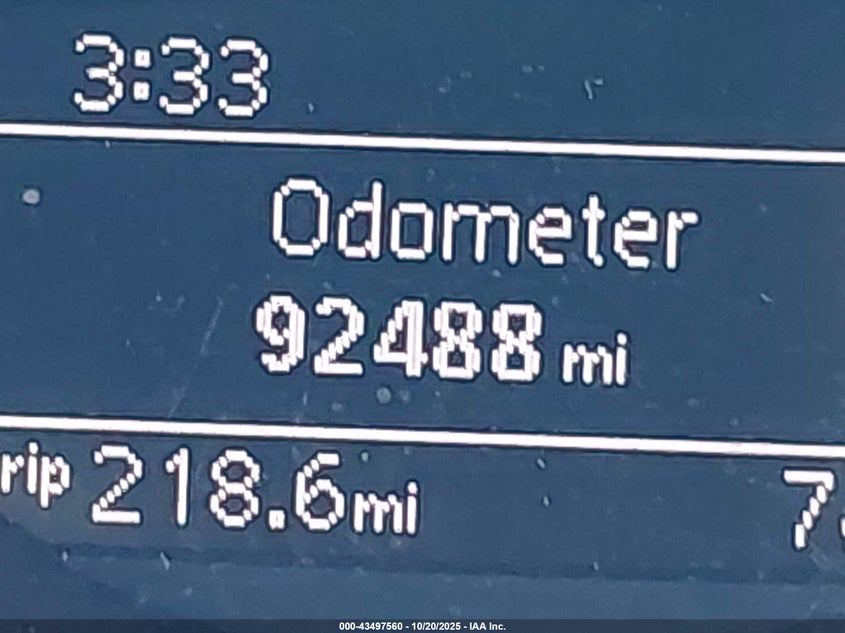 3:33
Odometer
92488 mi
rip 218.6mi
000-43497560 - 10/20/2025 - IAA Inc.